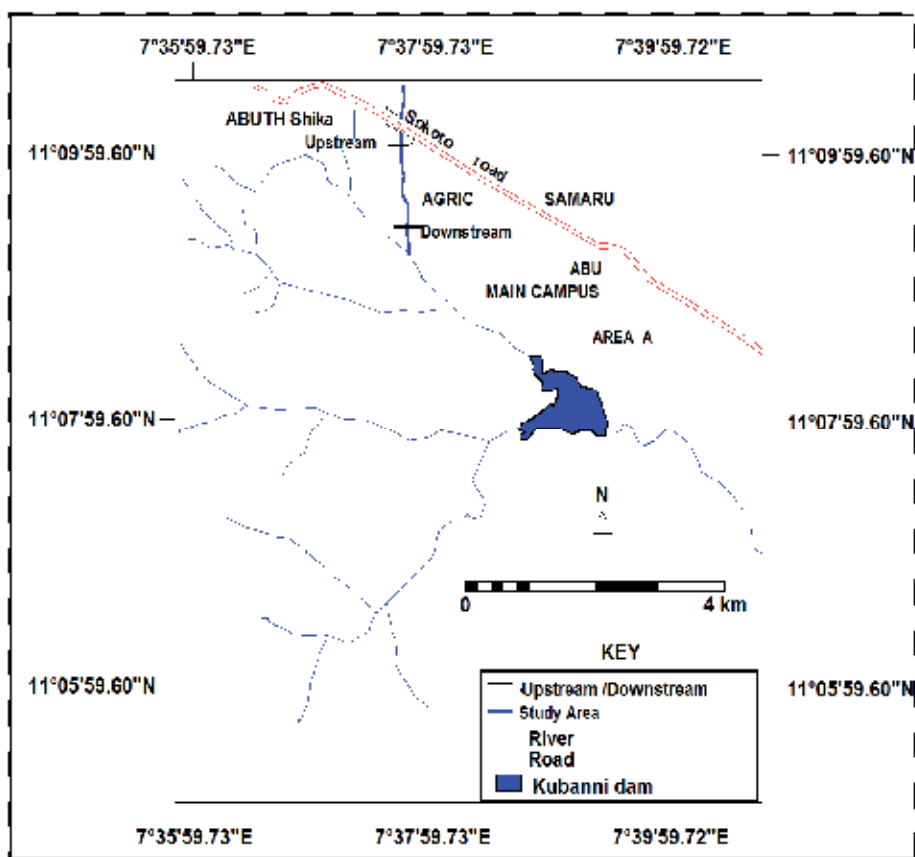 7°35'59.73"E 7°37'59.73"E 7°39'59.72"E
ABUTH Shika
Sokoto road
Upstream
11°09'59.60"N 11°09'59.60"N
AGRIC SAMARU
Downstream
ABU
MAIN CAMPUS
AREA A
11°07'59.60"N 11°07'59.60"N
N
0 4 km
KEY
Upstream /Downstream
11°05'59.60"N 11°05'59.60"N
Study Area
River
Road
Kubanni dam
7°35'59.73"E 7°37'59.73"E 7°39'59.72"E